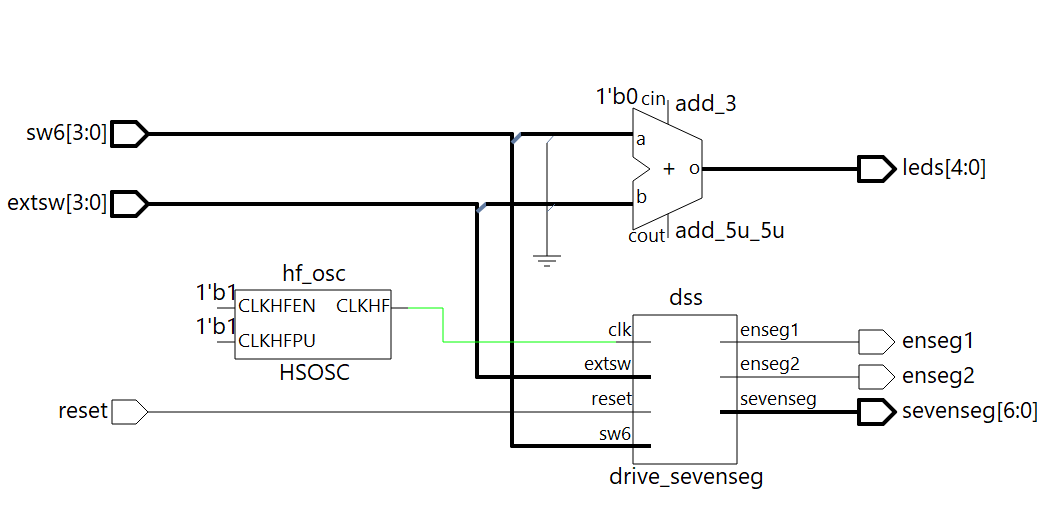 1'b0 cin add_3
sw6[3:0]
a
+ o leds[4:0]
extsw[3:0]
b
cout add_5u_5u
hf_osc
1'b1 CLKHFEN CLKHF
1'b1 CLKHFPU
HSOSC
dss
clk enseg1 enseg1
extsw enseg2 enseg2
reset reset sevenseg sevenseg[6:0]
sw6
drive_sevenseg